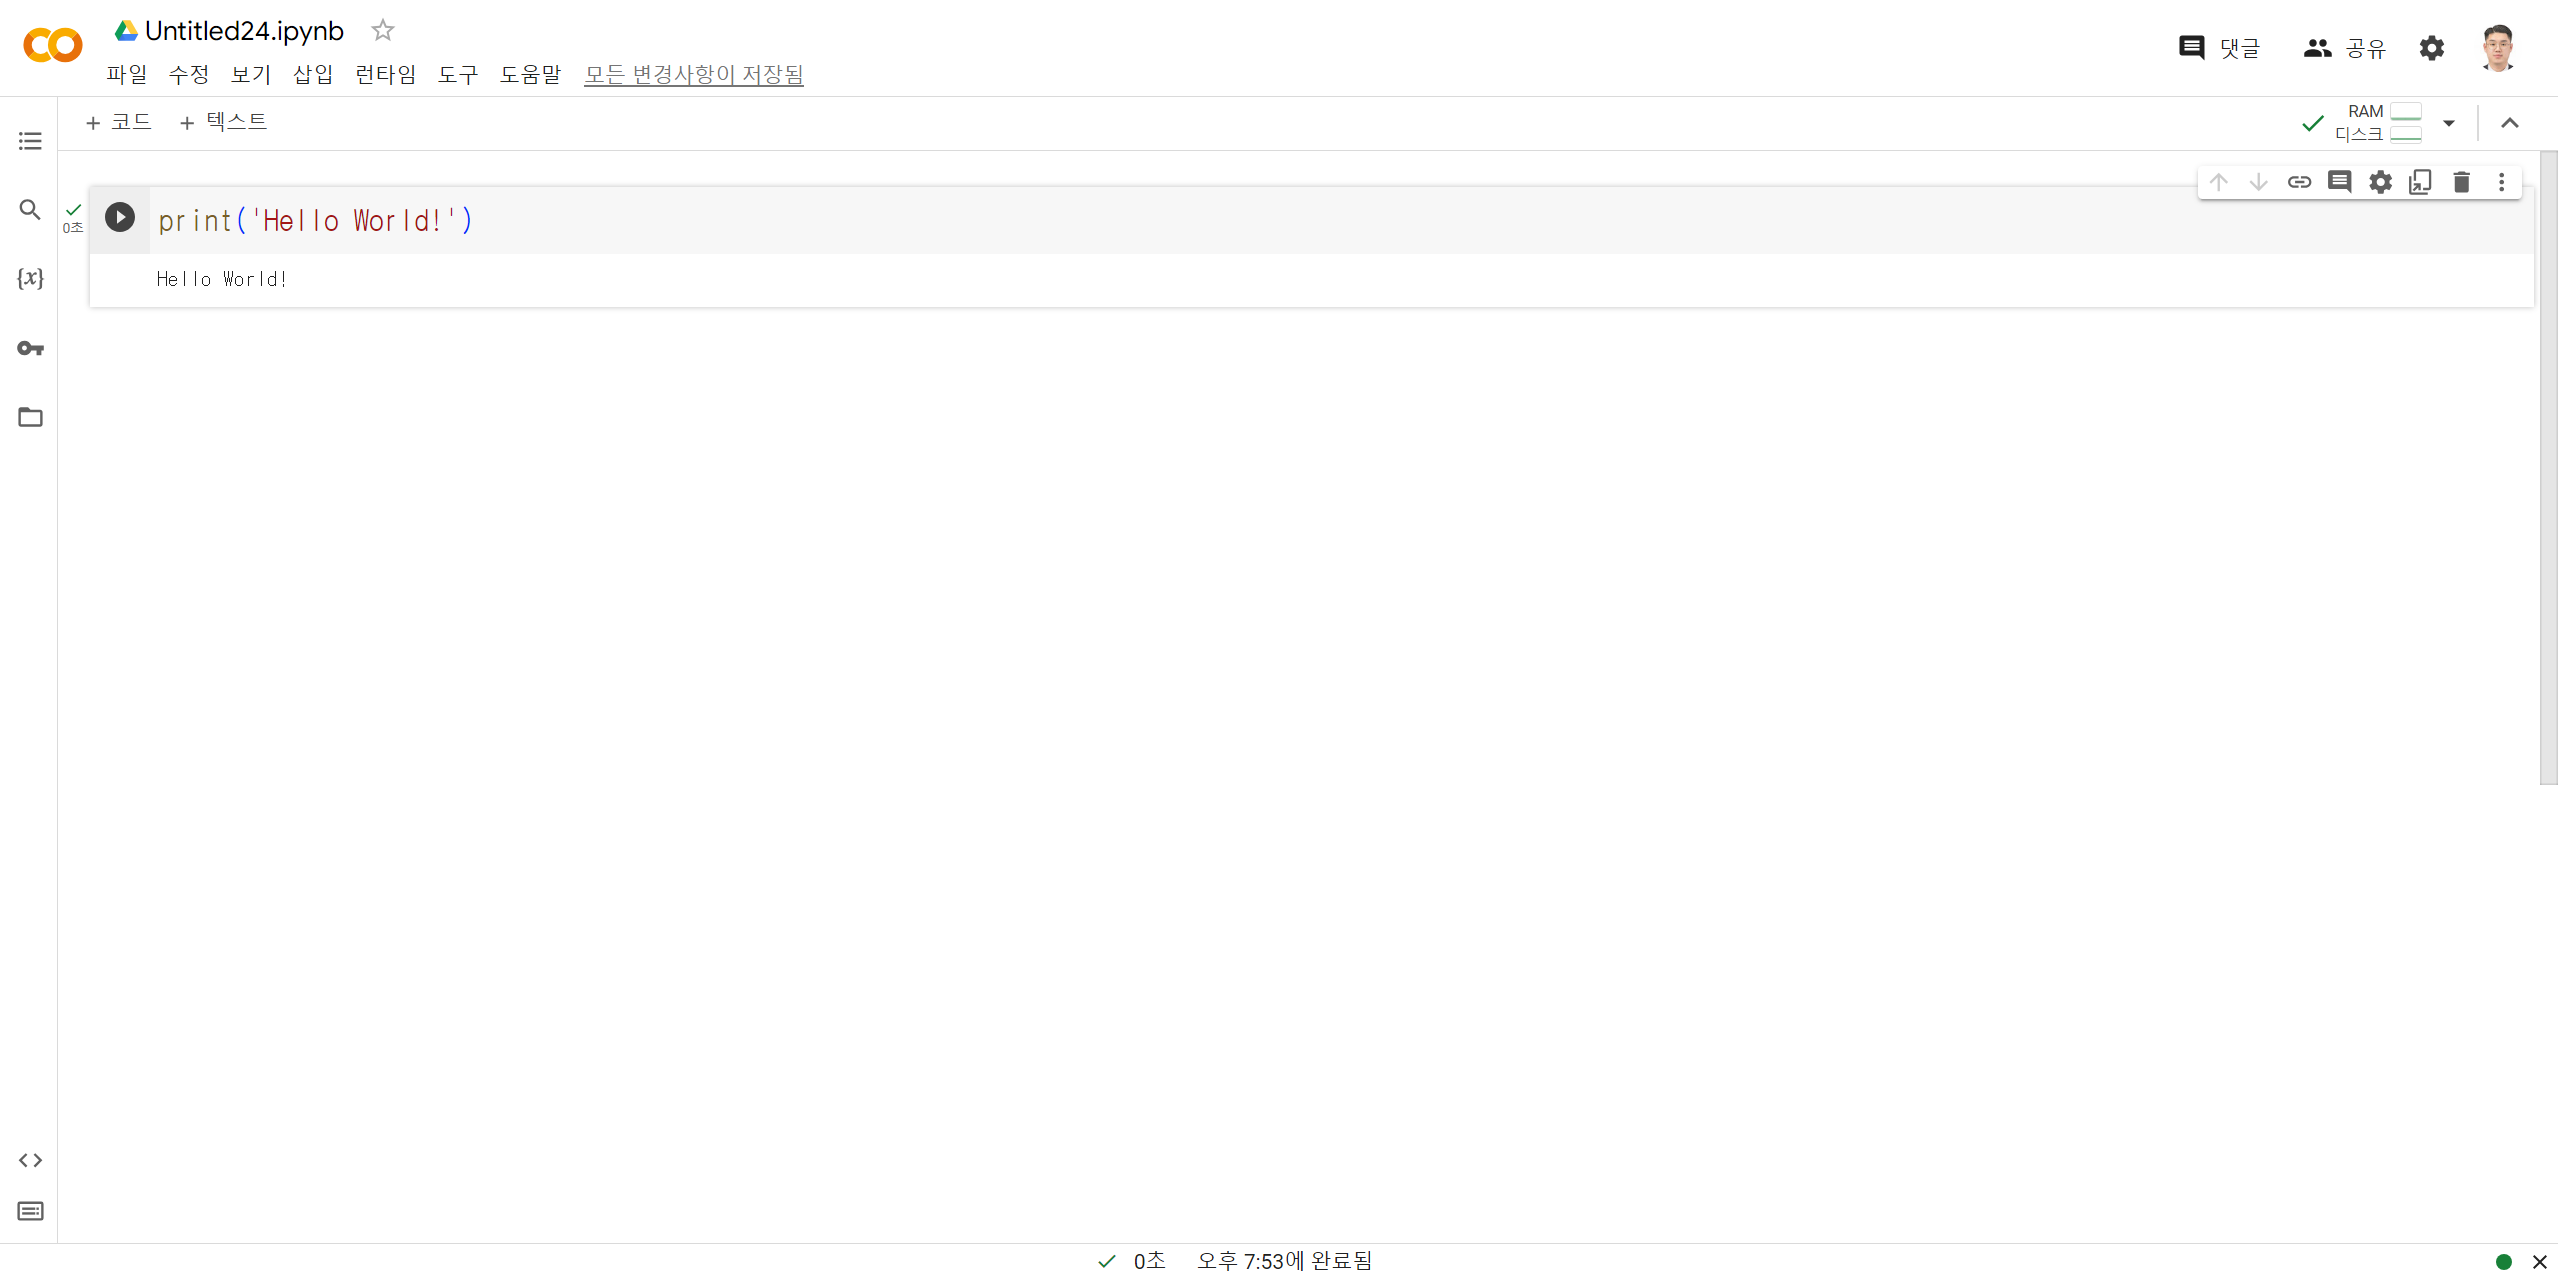 Untitled24.ipynb
파일 수정 보기 삽입 런타임 도구 도움말 모든 변경사항이 저장됨
댓글 공유
+ 코드 + 텍스트
RAM
디스크
{x}
0초
print('Hello World!')
Hello World!
0초 오후 7:53에 완료됨